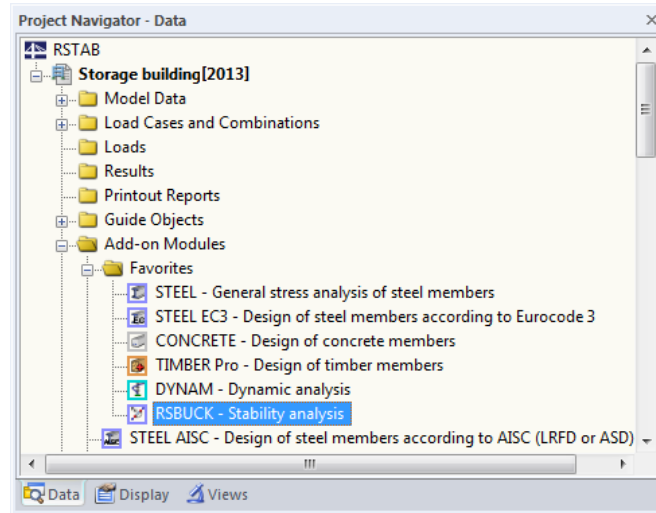 Project Navigator - Data
RSTAB
Storage building[2013]
Model Data
Load Cases and Combinations
Loads
Results
Printout Reports
Guide Objects
Add-on Modules
Favorites
STEEL - General stress analysis of steel members
STEEL EC3 - Design of steel members according to Eurocode 3
CONCRETE - Design of concrete members
TIMBER Pro - Design of timber members
DYNAM - Dynamic analysis
RSBUCK - Stability analysis
STEEL AISC - Design of steel members according to AISC (LRFD or ASD)
Data Display Views